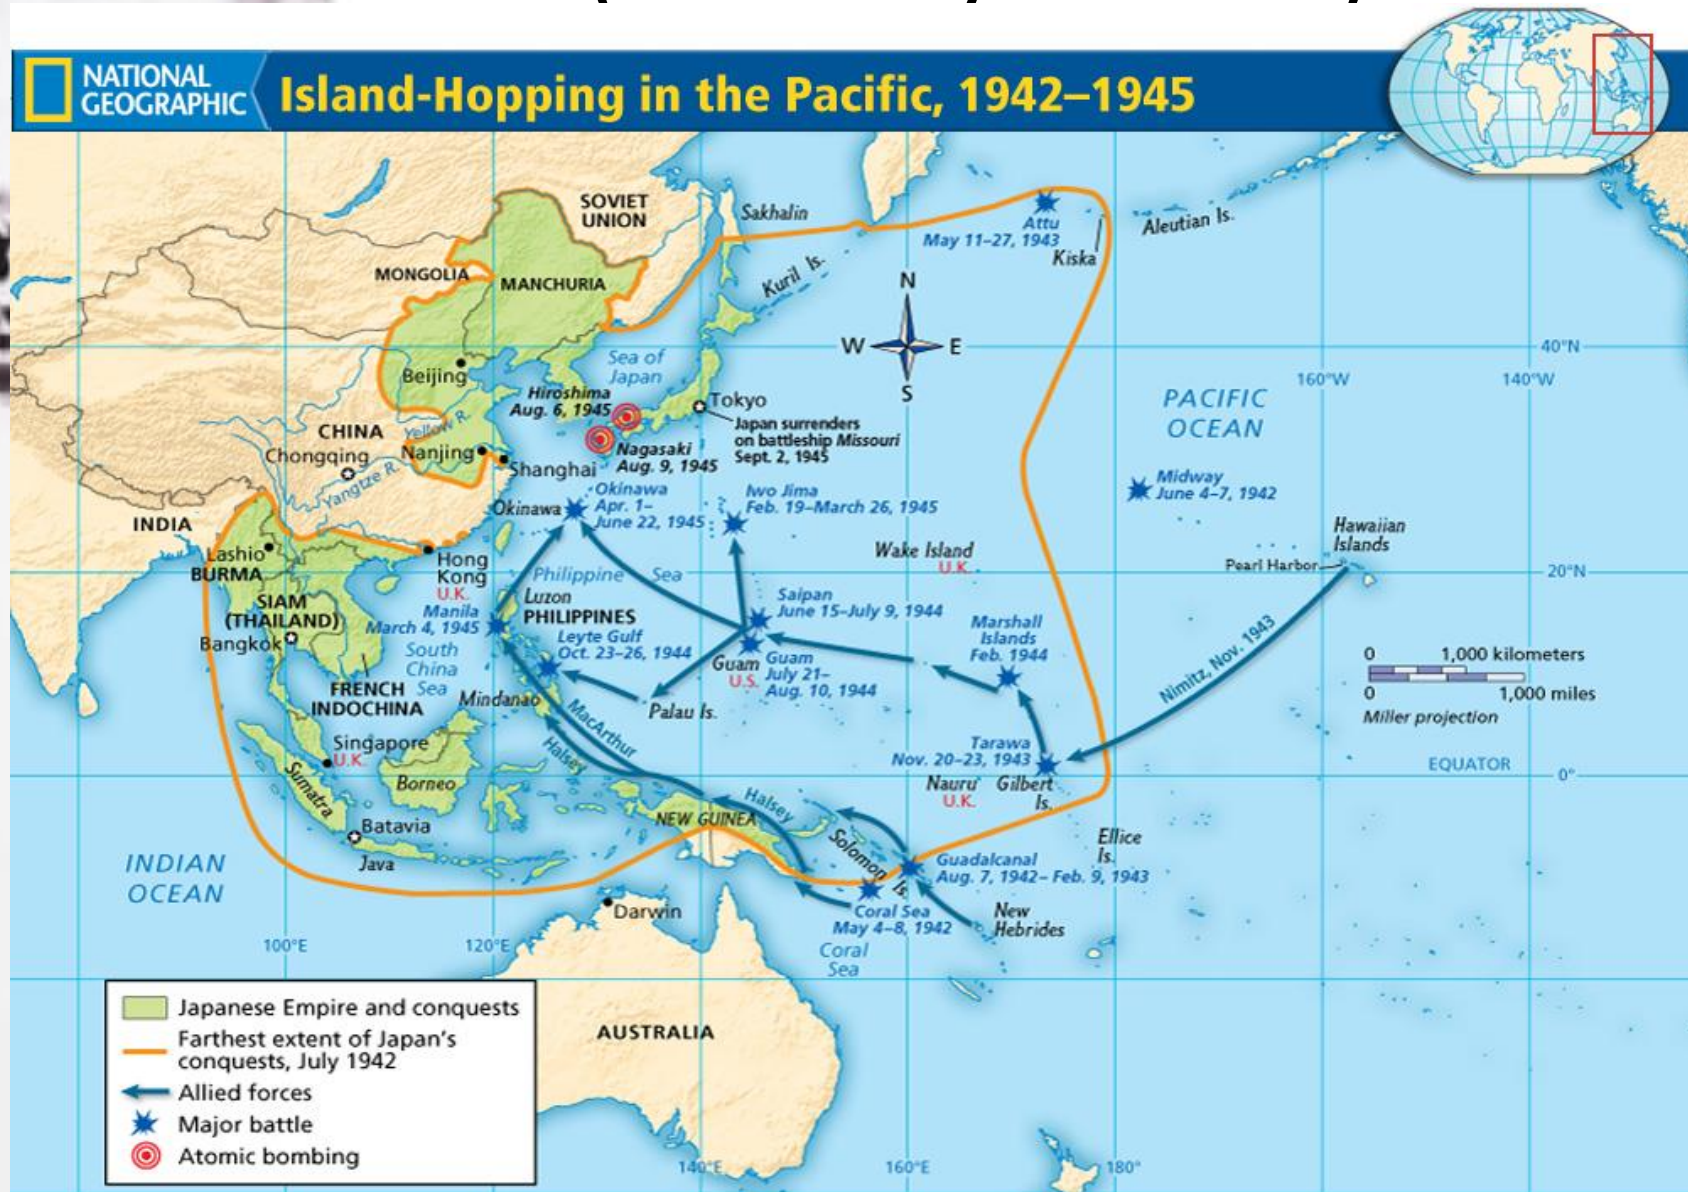 NATIONAL
GEOGRAPHIC
Island-Hopping in the Pacific, 1942–1945
SOVIET
UNION
Sakhalin
Attu
May 11–27, 1943
Kiska
Aleutian Is.
MONGOLIA
MANCHURIA
Kuril Is.
N
W
E
S
40°N
160°W
140°W
Beijing
Sea of
Japan
Hiroshima
Aug. 6, 1945
Tokyo
Japan surrenders
on battleship Missouri
Sept. 2, 1945
PACIFIC
OCEAN
CHINA
Yellow R.
Chongqing
Nanjing
Nagasaki
Aug. 9, 1945
Shanghai
Yangtze R.
Midway
June 4–7, 1942
Okinawa
Okinawa
Apr. 1–
June 22, 1945
Iwo Jima
Feb. 19–March 26, 1945
INDIA
Hawaiian
Islands
Pearl Harbor
Lashio
BURMA
Hong
Kong
U.K.
Wake Island
U.K.
20°N
Philippine Sea
Luzon
PHILIPPINES
SIAM
(THAILAND)
Bangkok
Manila
March 4, 1945
Saipan
June 15–July 9, 1944
Leyte Gulf
Oct. 23–26, 1944
Marshall
Islands
Feb. 1944
Nimitz, Nov. 1943
South
China
Sea
Guam
U.S.
Guam
July 21–
Aug. 10, 1944
0 1,000 kilometers
0 1,000 miles
Miller projection
FRENCH
INDOCHINA
Mindanao
Palau Is.
MacArthur
Halsey
Singapore
U.K.
Tarawa
Nov. 20–23, 1943
EQUATOR
0°
Sumatra
Borneo
Nauru
U.K.
Gilbert
Is.
Halsey
NEW GUINEA
Batavia
Java
Solomon Is.
Ellice
Is.
INDIAN
OCEAN
Guadalcanal
Aug. 7, 1942–Feb. 9, 1943
Darwin
Coral Sea
May 4–8, 1942
New
Hebrides
100°E
120°E
Coral
Sea
AUSTRALIA
Japanese Empire and conquests
Farthest extent of Japan's
conquests, July 1942
Allied forces
Major battle
Atomic bombing
140°E
160°E
180°